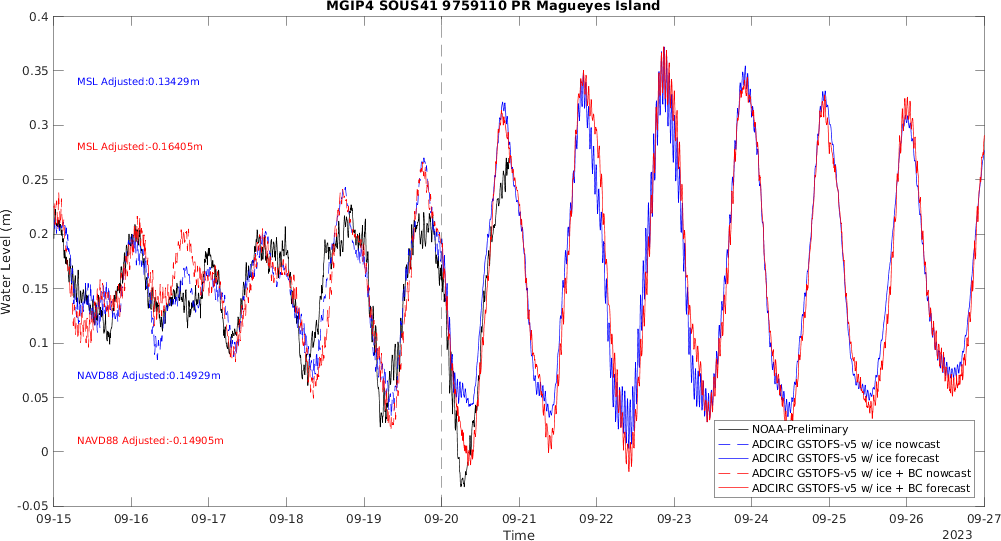 MGIP4 SOUS41 9759110 PR Magueyes Island
0.4
0.35
0.3
0.25
0.2
0.15
0.1
0.05
0
-0.05
Water Level (m)
MSL Adjusted:0.13429m
MSL Adjusted:-0.16405m
NAVD88 Adjusted:0.14929m
NAVD88 Adjusted:-0.14905m
NOAA-Preliminary
ADCIRC GSTOFS-v5 w/ ice nowcast
ADCIRC GSTOFS-v5 w/ ice forecast
ADCIRC GSTOFS-v5 w/ ice + BC nowcast
ADCIRC GSTOFS-v5 w/ ice + BC forecast
09-15 09-16 09-17 09-18 09-19 09-20 09-21 09-22 09-23 09-24 09-25 09-26 09-27
Time
2023